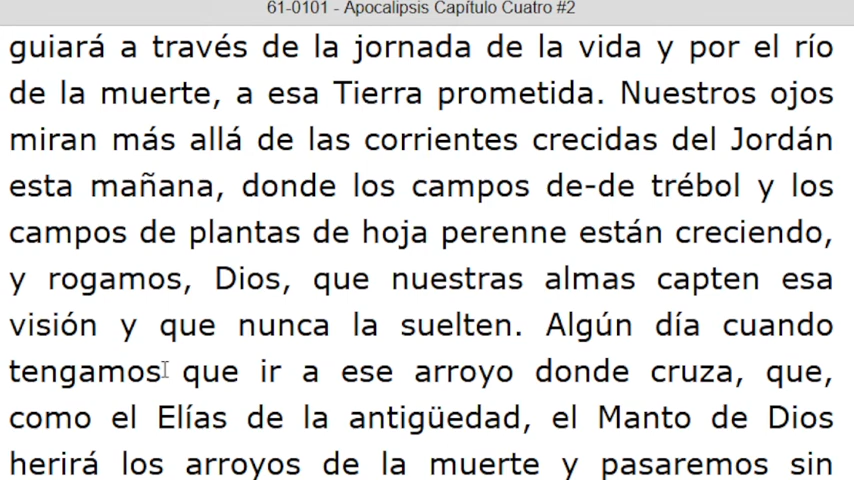 61-0101 - Apocalipsis Capítulo Cuatro #2
guiará a través de la jornada de la vida y por el río
de la muerte, a esa Tierra prometida. Nuestros ojos
miran más allá de las corrientes crecidas del Jordán
esta mañana, donde los campos de-de trébol y los
campos de plantas de hoja perenne están creciendo,
y rogamos, Dios, que nuestras almas capten esa
visión y que nunca la suelten. Algún día cuando
tengamos que ir a ese arroyo donde cruza, que,
como el Elías de la antigüedad, el Manto de Dios
herirá los arroyos de la muerte y pasaremos sin